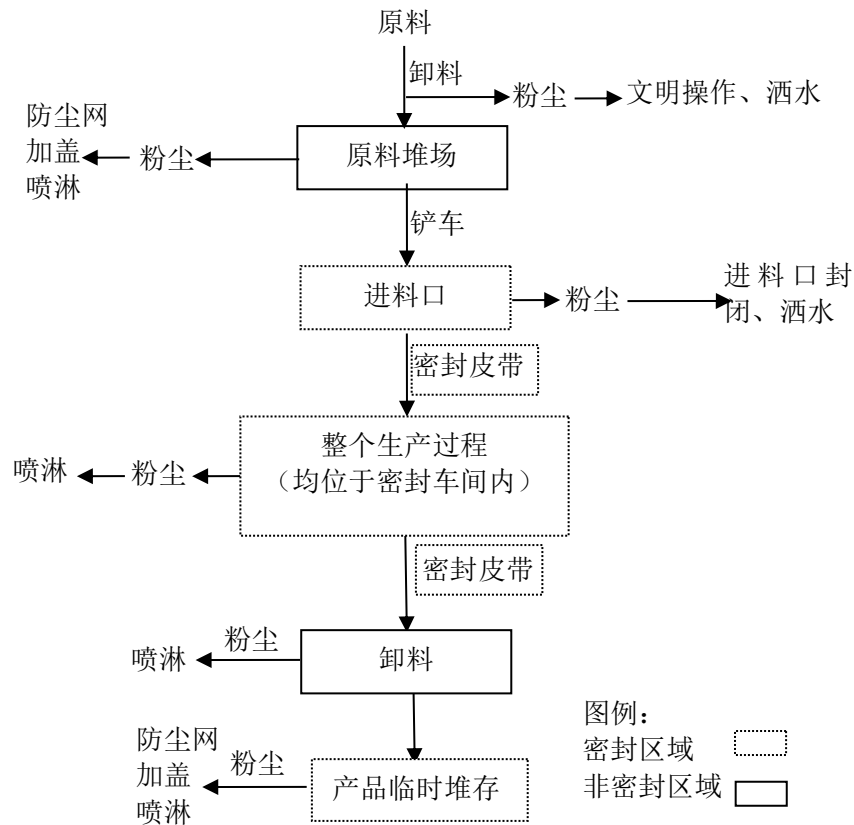 原料
卸料
粉尘
文明操作、洒水
防尘网
加盖
喷淋
粉尘
原料堆场
铲车
进料口
粉尘
进料口封
闭、洒水
密封皮带
整个生产过程
（均位于密封车间内）
喷淋
粉尘
密封皮带
粉尘
喷淋
卸料
防尘网
加盖
喷淋
粉尘
产品临时堆存
图例：
密封区域
非密封区域